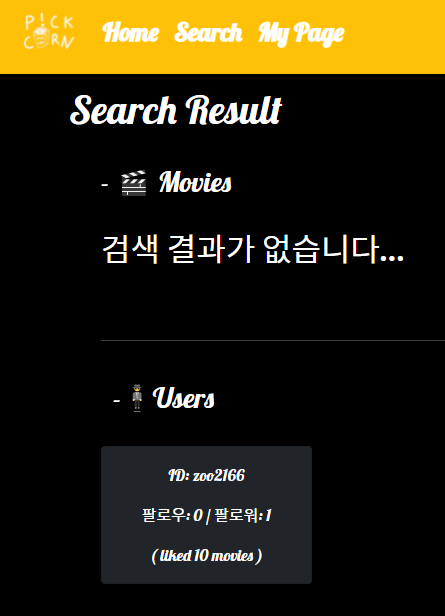 P!CK
CORN
Home Search My Page
Search Result
- 🎬 Movies
검색 결과가 없습니다...
- 🕴 Users
ID: zoo2166
팔로우: 0 / 팔로워: 1
( liked 10 movies )